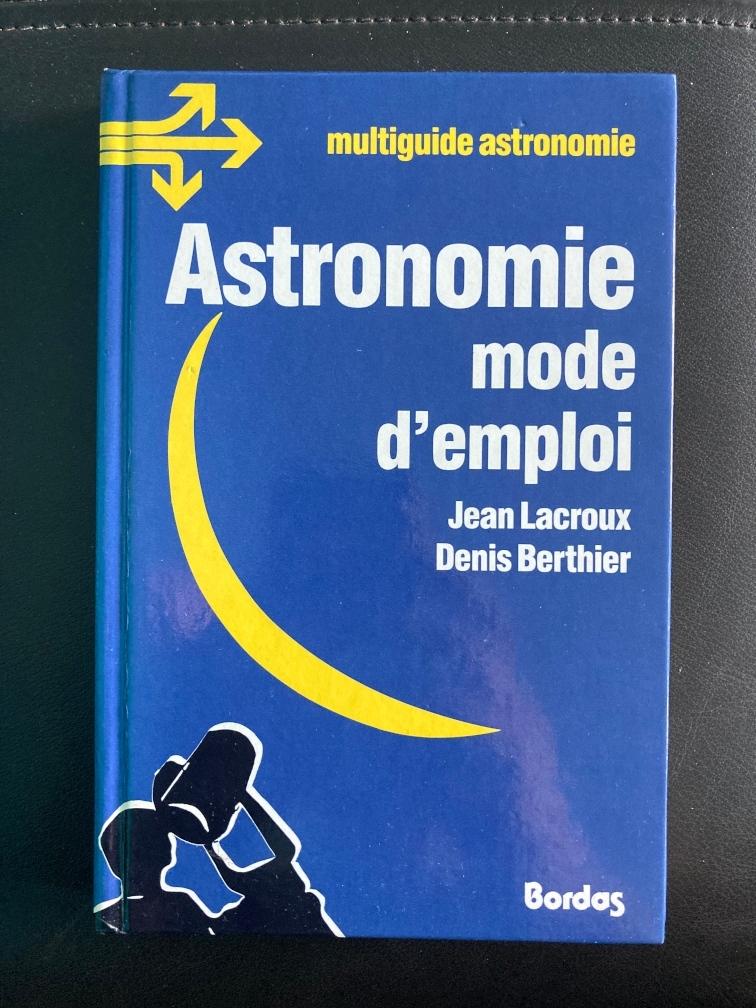 multiguide astronomie
Astronomie
mode
d’emploi
Jean Lacroux
Denis Berthier
Bordas